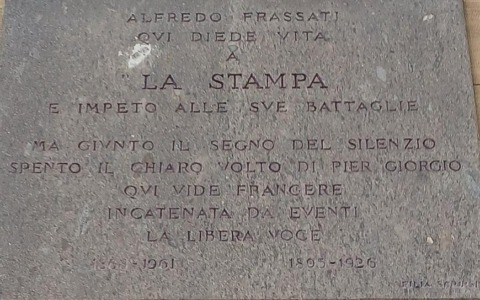 ALFREDO FRASSATI
QVI DIEDE VITA
A
LA STAMPA
E IMPETO ALLE SVE BATTAGLIE
MA GIVNTO IL SEGNO DEL SILENZIO
SPENTO IL CHIARO VOLTO DI PIER GIORGIO
QVI VIDE FRANGERE
INCATENATA DA EVENTI
LA LIBERA VOCE
1868-1961 1895-1926
FILIA